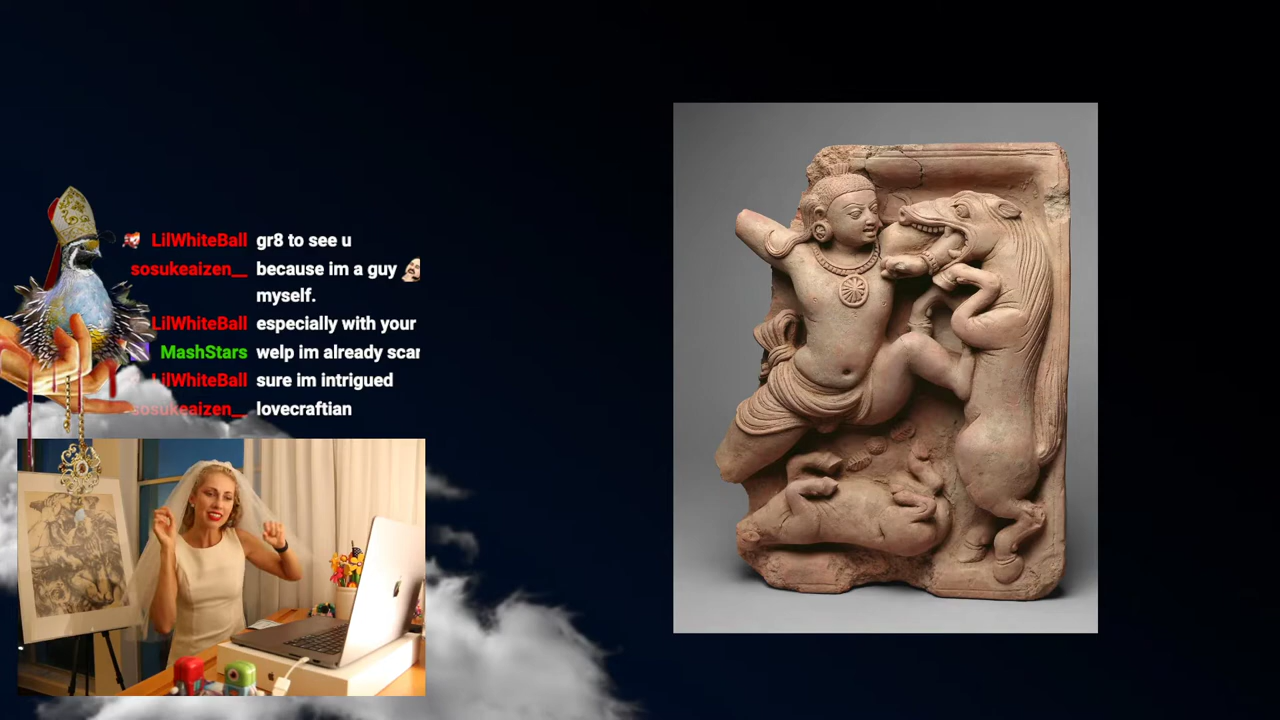 LilWhiteBall gr8 to see u
sosukeaizen__ because im a guy
myself.
LilWhiteBall especially with your
MashStars welp im already scar
LilWhiteBall sure im intrigued
sosukeaizen__ lovecraftian